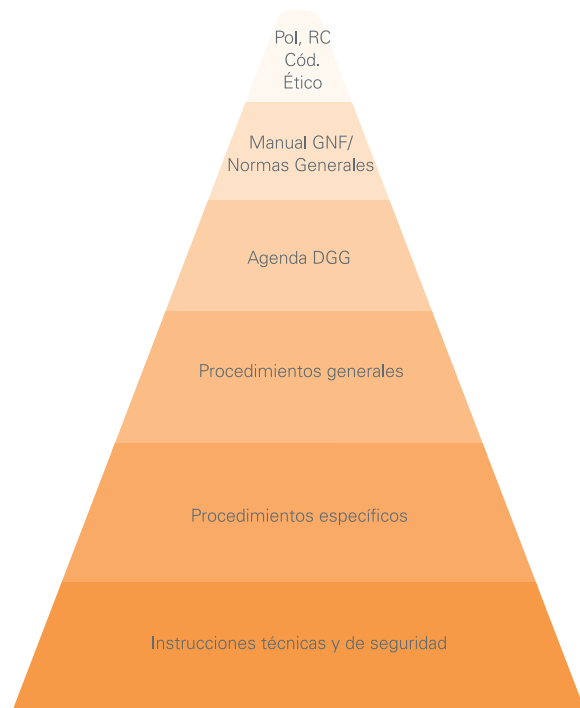 Pol, RC
Cód.
Ético
Manual GNF/
Normas Generales
Agenda DGG
Procedimientos generales
Procedimientos específicos
Instrucciones técnicas y de seguridad